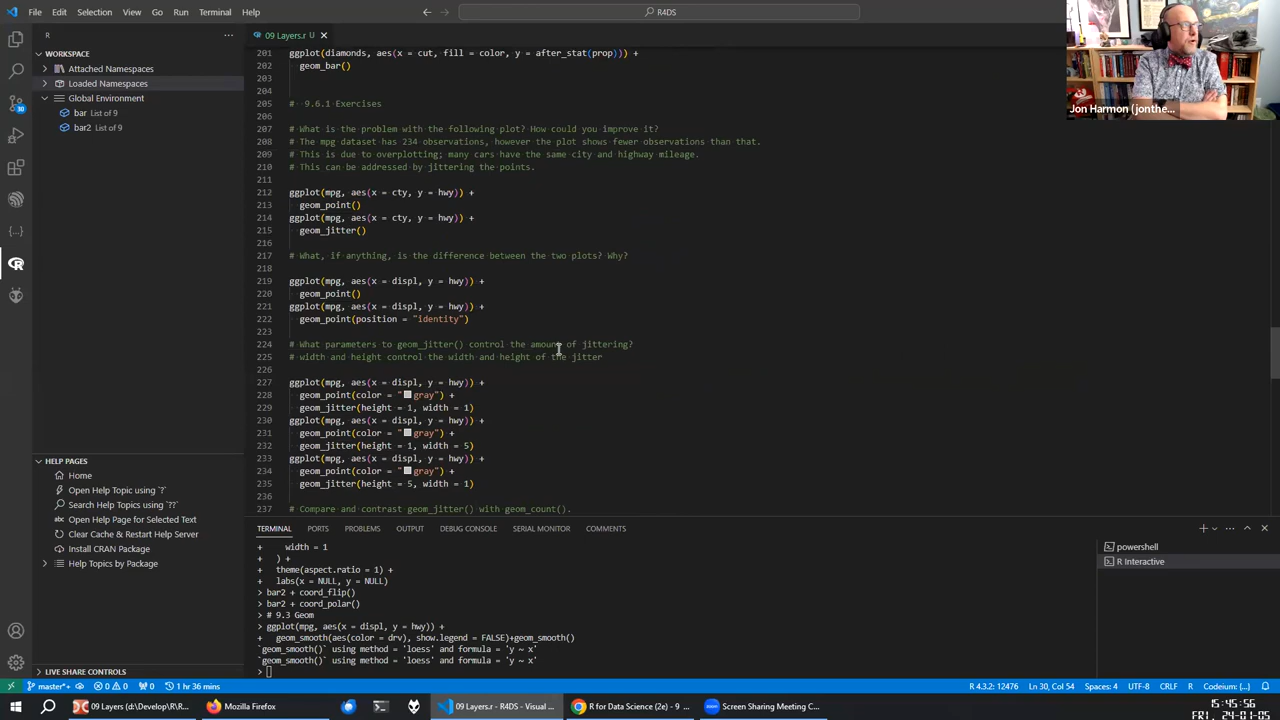 File Edit Selection View Go Run Terminal Help
R4DS
R
WORKSPACE
Attached Namespaces
Loaded Namespaces
Global Environment
bar List of 9
bar2 List of 9
HELP PAGES
Home
Open Help Topic using `?`
Search Help Topics using `??`
Open Help Page for Selected Text
Clear Cache & Restart Help Server
Install CRAN Package
Help Topics by Package
LIVE SHARE CONTROLS
30
09 Layers.r U
201 ggplot(diamonds, aes(x = cut, fill = color, y = after_stat(prop))) +
202 geom_bar()
203
204
205 # 9.6.1 Exercises
206
207 # What is the problem with the following plot? How could you improve it?
208 # The mpg dataset has 234 observations, however the plot shows fewer observations than that.
209 # This is due to overplotting; many cars have the same city and highway mileage.
210 # This can be addressed by jittering the points.
211
212 ggplot(mpg, aes(x = cty, y = hwy)) +
213 geom_point()
214 ggplot(mpg, aes(x = cty, y = hwy)) +
215 geom_jitter()
216
217 # What, if anything, is the difference between the two plots? Why?
218
219 ggplot(mpg, aes(x = displ, y = hwy)) +
220 geom_point()
221 ggplot(mpg, aes(x = displ, y = hwy)) +
222 geom_point(position = "identity")
223
224 # What parameters to geom_jitter() control the amount of jittering?
225 # width and height control the width and height of the jitter
226
227 ggplot(mpg, aes(x = displ, y = hwy)) +
228 geom_point(color = "gray") +
229 geom_jitter(height = 1, width = 1)
230 ggplot(mpg, aes(x = displ, y = hwy)) +
231 geom_point(color = "gray") +
232 geom_jitter(height = 1, width = 5)
233 ggplot(mpg, aes(x = displ, y = hwy)) +
234 geom_point(color = "gray") +
235 geom_jitter(height = 5, width = 1)
236
237 # Compare and contrast geom_jitter() with geom_count().
Jon Harmon (jonthe...
TERMINAL PORTS PROBLEMS OUTPUT DEBUG CONSOLE SERIAL MONITOR COMMENTS
+ width = 1
+ ) +
+ theme(aspect.ratio = 1) +
+ labs(x = NULL, y = NULL)
> bar2 + coord_flip()
> bar2 + coord_polar()
> # 9.3 Geom
> ggplot(mpg, aes(x = displ, y = hwy)) +
+ geom_smooth(aes(color = drv), show.legend = FALSE)+geom_smooth()
`geom_smooth()` using method = 'loess' and formula = 'y ~ x'
`geom_smooth()` using method = 'loess' and formula = 'y ~ x'
>
powershell
R Interactive
master*+ 0 0 0 1 hr 36 mins
R 4.3.2: 12476 Ln 30, Col 54 Spaces: 4 UTF-8 CRLF R Codeium: {...}
09 Layers (d:\Develop\R\R...
Mozilla Firefox
09 Layers.r - R4DS - Visual ...
R for Data Science (2e) - 9 ...
Screen Sharing Meeting C...
15:45:56
FRI 24-01-05